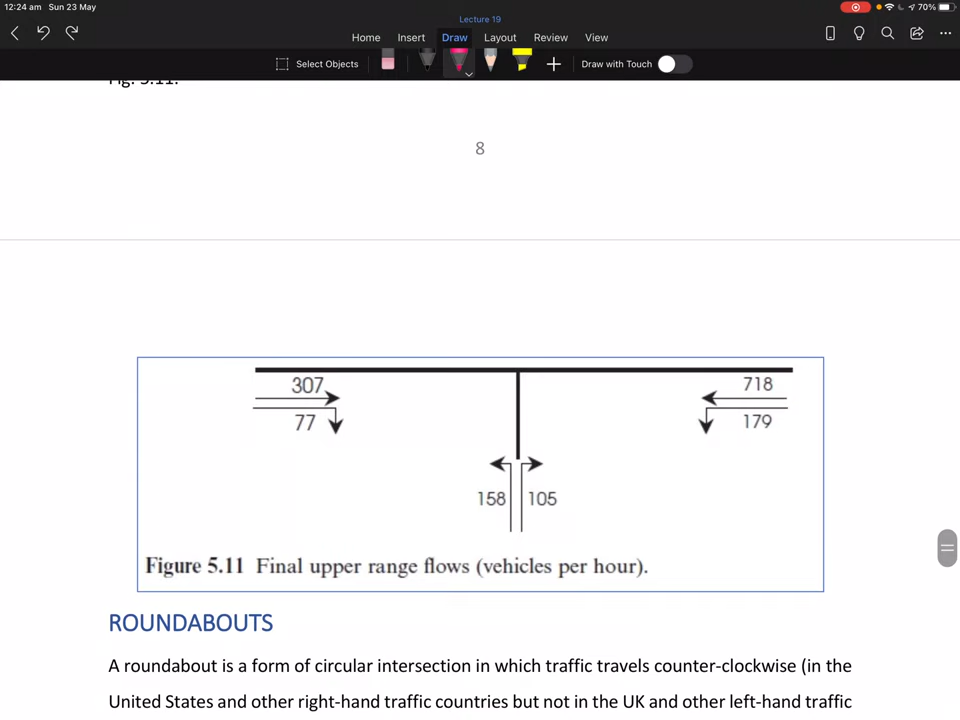 12:24 am Sun 23 May
70%
Lecture 19
Home Insert Draw Layout Review View
Select Objects
Draw with Touch
Fig. 5.11.
8
307
718
77
179
158
105
Figure 5.11 Final upper range flows (vehicles per hour).
ROUNDABOUTS
A roundabout is a form of circular intersection in which traffic travels counter-clockwise (in the
United States and other right-hand traffic countries but not in the UK and other left-hand traffic